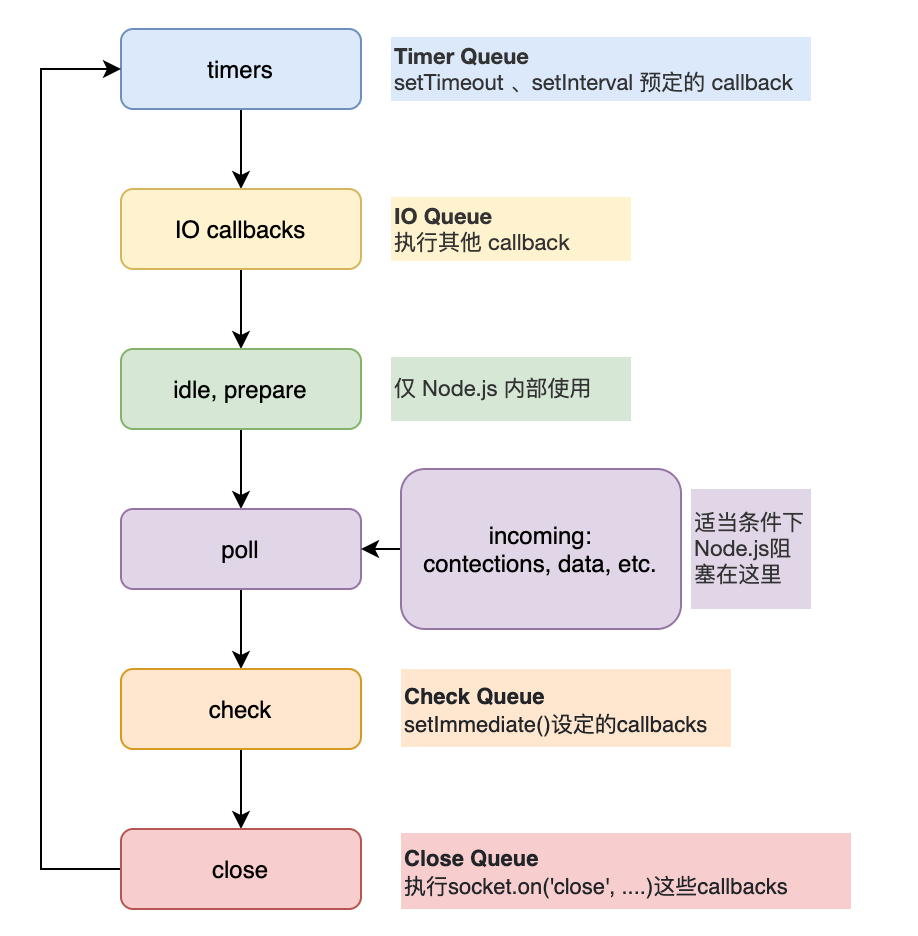 timers
Timer Queue
setTimeout 、setInterval 预定的 callback
IO callbacks
IO Queue
执行其他 callback
idle, prepare
仅 Node.js 内部使用
poll
incoming:
contections, data, etc.
适当条件下
Node.js阻
塞在这里
check
Check Queue
setImmediate()设定的callbacks
close
Close Queue
执行socket.on('close', ....)这些callbacks